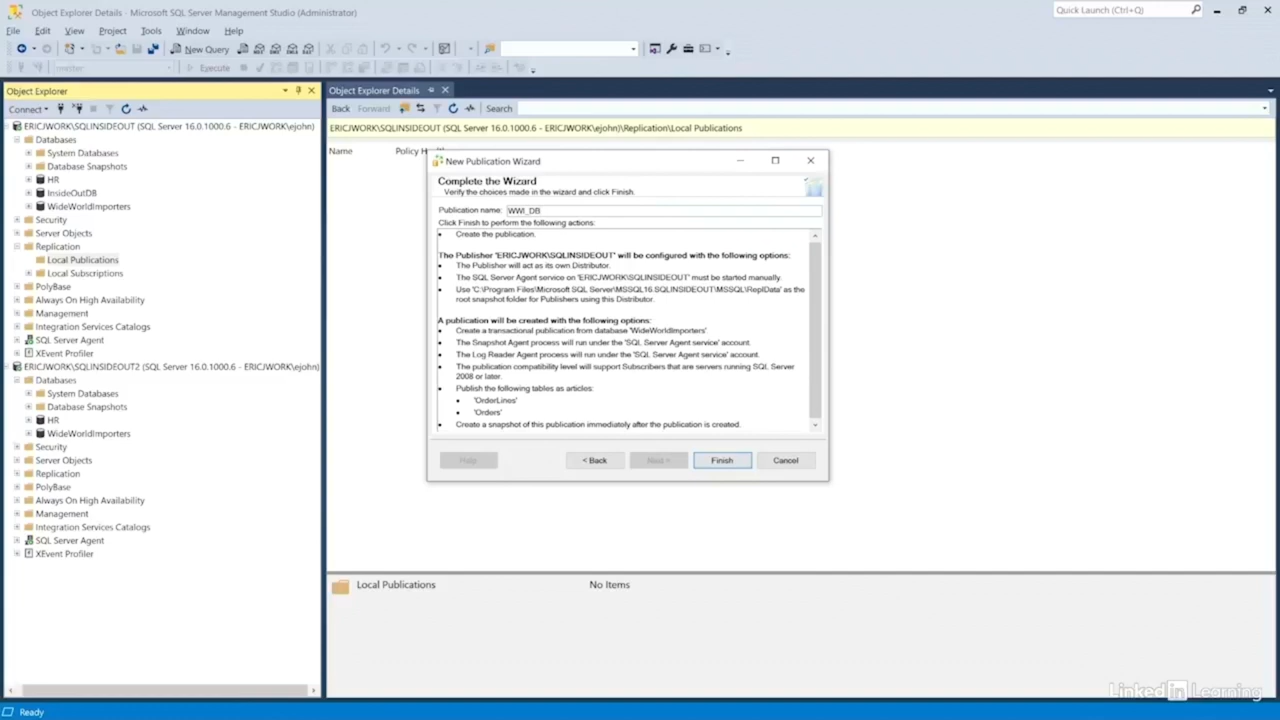 Object Explorer Details - Microsoft SQL Server Management Studio (Administrator)
Quick Launch (Ctrl+Q)
File Edit View Project Tools Window Help
New Query
master
Execute
Object Explorer
Object Explorer Details
Connect
Back Forward Search
ERICJWORK\SQLINSIDEOUT (SQL Server 16.0.1000.6 - ERICJWORK\ejohn)
ERICJWORK\SQLINSIDEOUT (SQL Server 16.0.1000.6 - ERICJWORK\ejohn)\Replication\Local Publications
Databases
System Databases
Database Snapshots
HR
InsideOutDB
WideWorldImporters
Security
Server Objects
Replication
Local Publications
Local Subscriptions
PolyBase
Always On High Availability
Management
Integration Services Catalogs
SQL Server Agent
XEvent Profiler
ERICJWORK\SQLINSIDEOUT2 (SQL Server 16.0.1000.6 - ERICJWORK\ejohn)
Databases
System Databases
Database Snapshots
HR
WideWorldImporters
Security
Server Objects
Replication
PolyBase
Always On High Availability
Management
Integration Services Catalogs
SQL Server Agent
XEvent Profiler
Name Policy
New Publication Wizard
Complete the Wizard
Verify the choices made in the wizard and click Finish.
Publication name: WWI_DB
Click Finish to perform the following actions:
• Create the publication.
The Publisher 'ERICJWORK\SQLINSIDEOUT' will be configured with the following options:
• The Publisher will act as its own Distributor.
• The SQL Server Agent service on 'ERICJWORK\SQLINSIDEOUT' must be started manually.
• Use 'C:\Program Files\Microsoft SQL Server\MSSQL16.SQLINSIDEOUT\MSSQL\ReplData' as the
root snapshot folder for Publishers using this Distributor.
A publication will be created with the following options:
• Create a transactional publication from database 'WideWorldImporters'.
• The Snapshot Agent process will run under the 'SQL Server Agent service' account.
• The Log Reader Agent process will run under the 'SQL Server Agent service' account.
• The publication compatibility level will support Subscribers that are servers running SQL Server
2008 or later.
• Publish the following tables as articles:
• 'OrderLines'
• 'Orders'
• Create a snapshot of this publication immediately after the publication is created.
Help < Back Next > Finish Cancel
Local Publications No Items
Linked in Learning
Ready